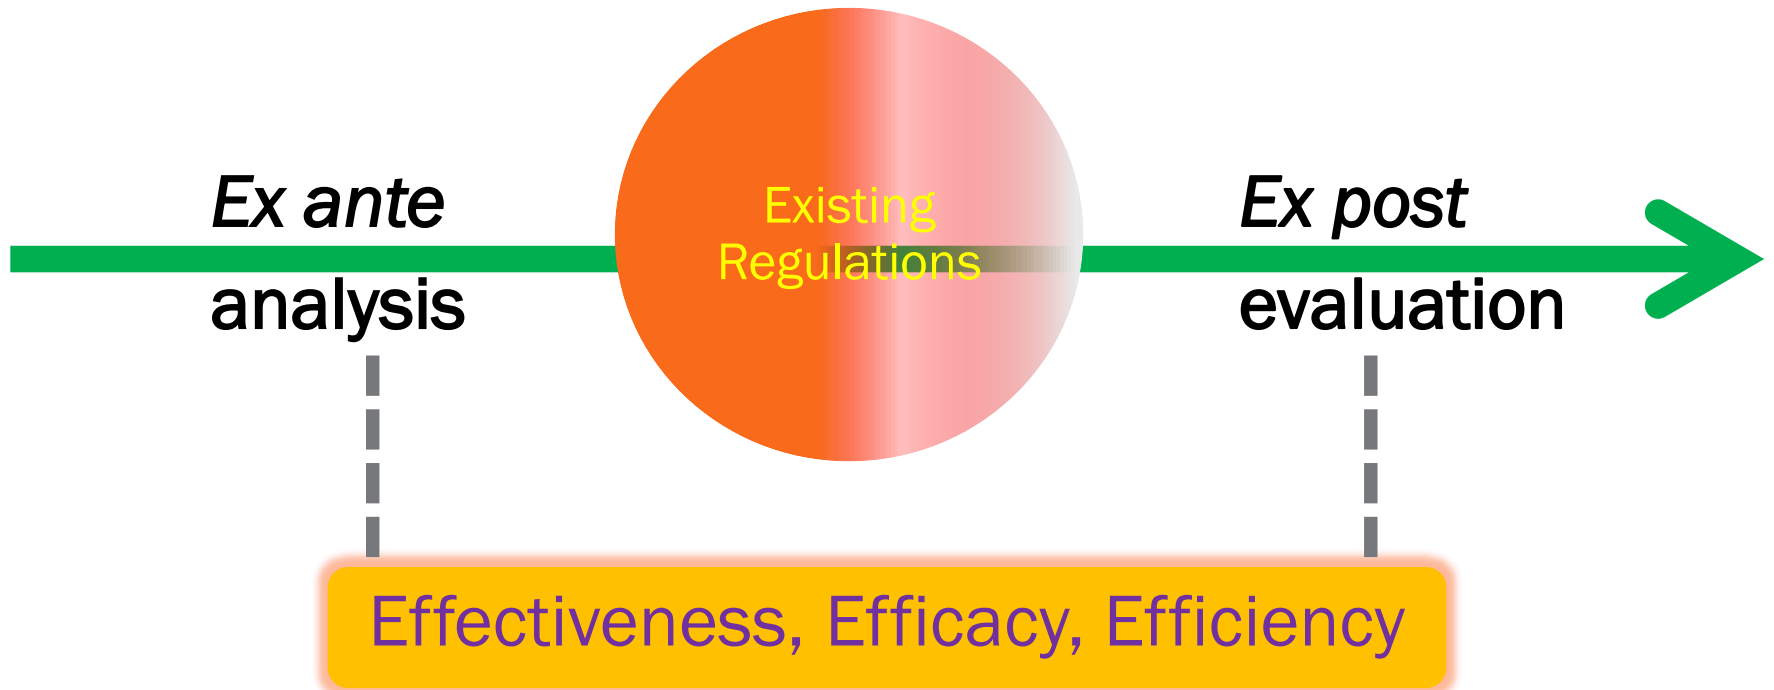 Ex ante
analysis
Existing
Regulations
Ex post
evaluation
Effectiveness, Efficacy, Efficiency